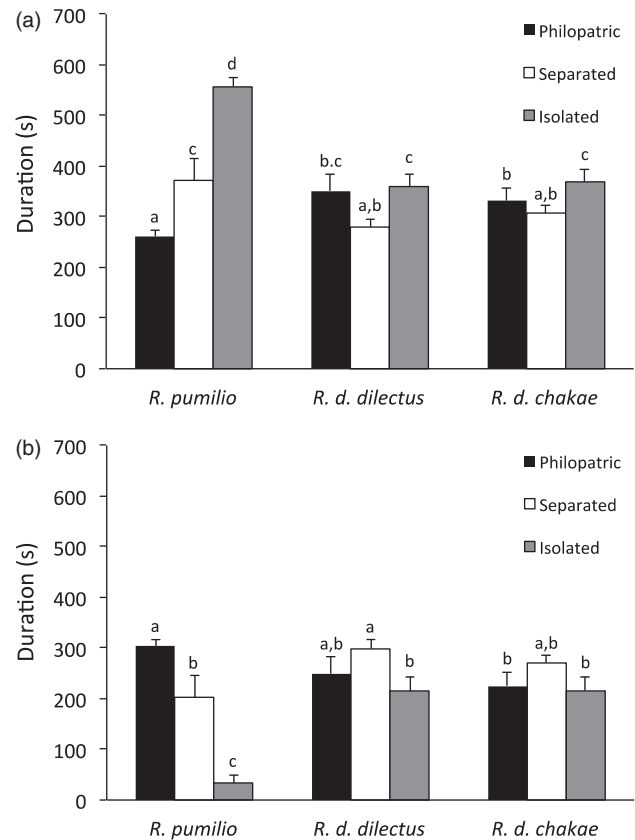 (a)
700
600
500
400
300
200
100
0
Duration (s)
Philopatric
Separated
Isolated
a
c
d
b.c
a,b
c
b
a,b
c
R. pumilio
R. d. dilectus
R. d. chakae
(b)
700
600
500
400
300
200
100
0
Duration (s)
Philopatric
Separated
Isolated
a
b
c
a,b
a
b
b
a,b
b
R. pumilio
R. d. dilectus
R. d. chakae